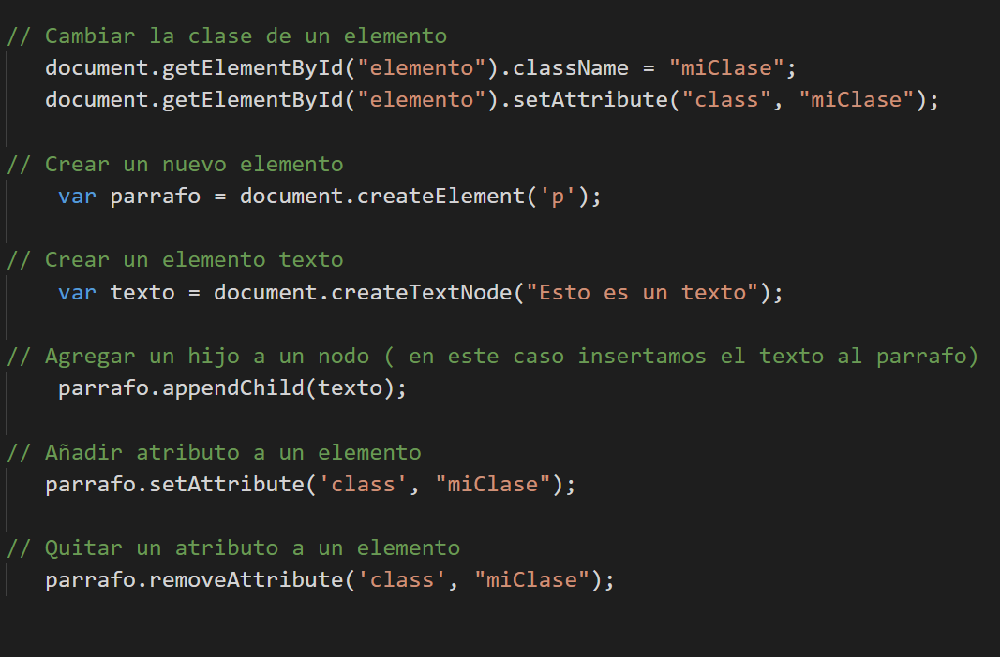 // Cambiar la clase de un elemento
document.getElementById("elemento").className = "miClase";
document.getElementById("elemento").setAttribute("class", "miClase");
// Crear un nuevo elemento
var parrafo = document.createElement('p');
// Crear un elemento texto
var texto = document.createTextNode("Esto es un texto");
// Agregar un hijo a un nodo ( en este caso insertamos el texto al parrafo)
parrafo.appendChild(texto);
// Añadir atributo a un elemento
parrafo.setAttribute('class', "miClase");
// Quitar un atributo a un elemento
parrafo.removeAttribute('class', "miClase");